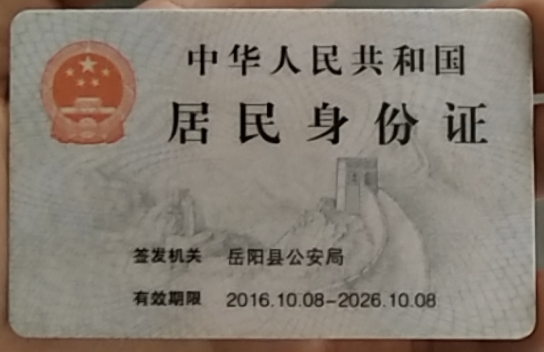 中华人民共和国
居民身份证
签发机关 岳阳县公安局
有效期限 2016.10.08-2026.10.08